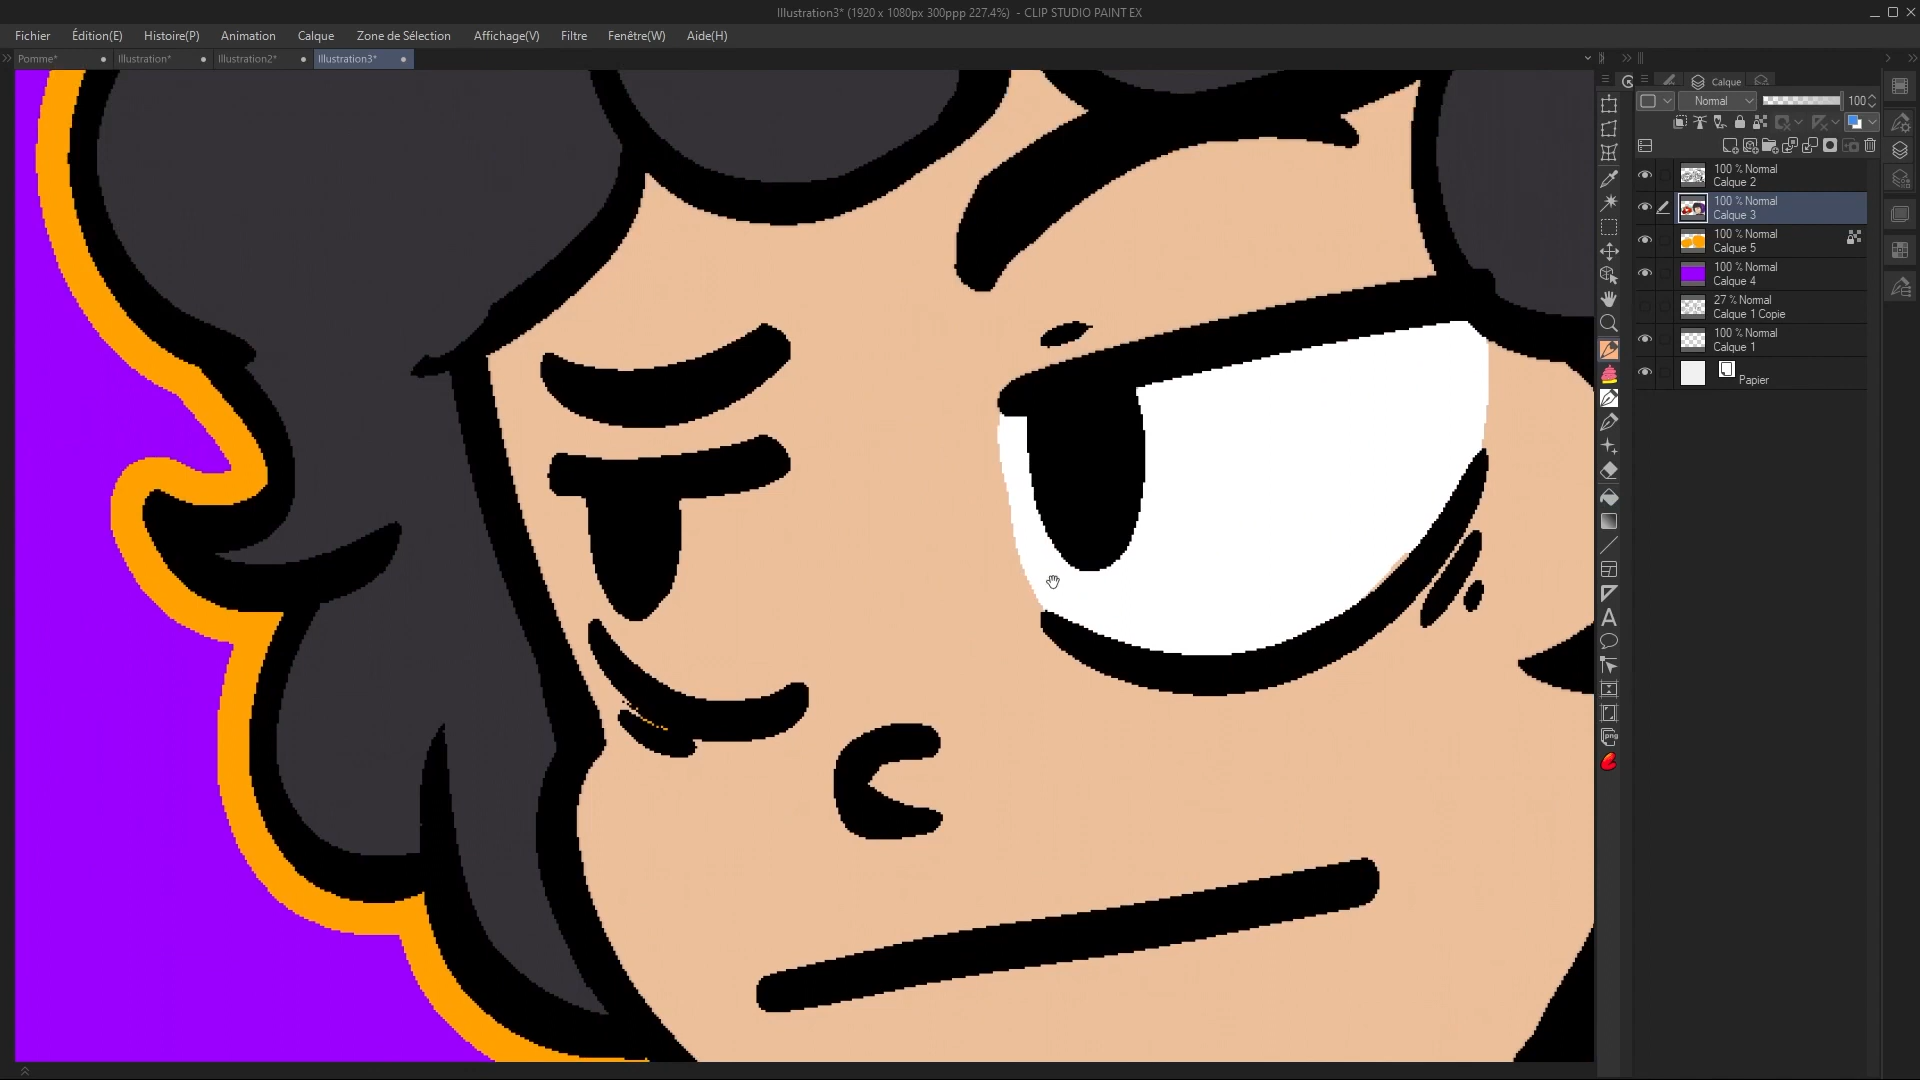 Illustration3* (1920 x 1080px 300ppp 227.4%) - CLIP STUDIO PAINT EX
Fichier Édition(E) Histoire(P) Animation Calque Zone de Sélection Affichage(V) Filtre Fenêtre(W) Aide(H)
Pomme* Illustration* Illustration2* Illustration3*
Calque
Normal 100
100 % Normal
Calque 2
100 % Normal
Calque 3
100 % Normal
Calque 5
100 % Normal
Calque 4
27 % Normal
Calque 1 Copie
100 % Normal
Calque 1
Papier